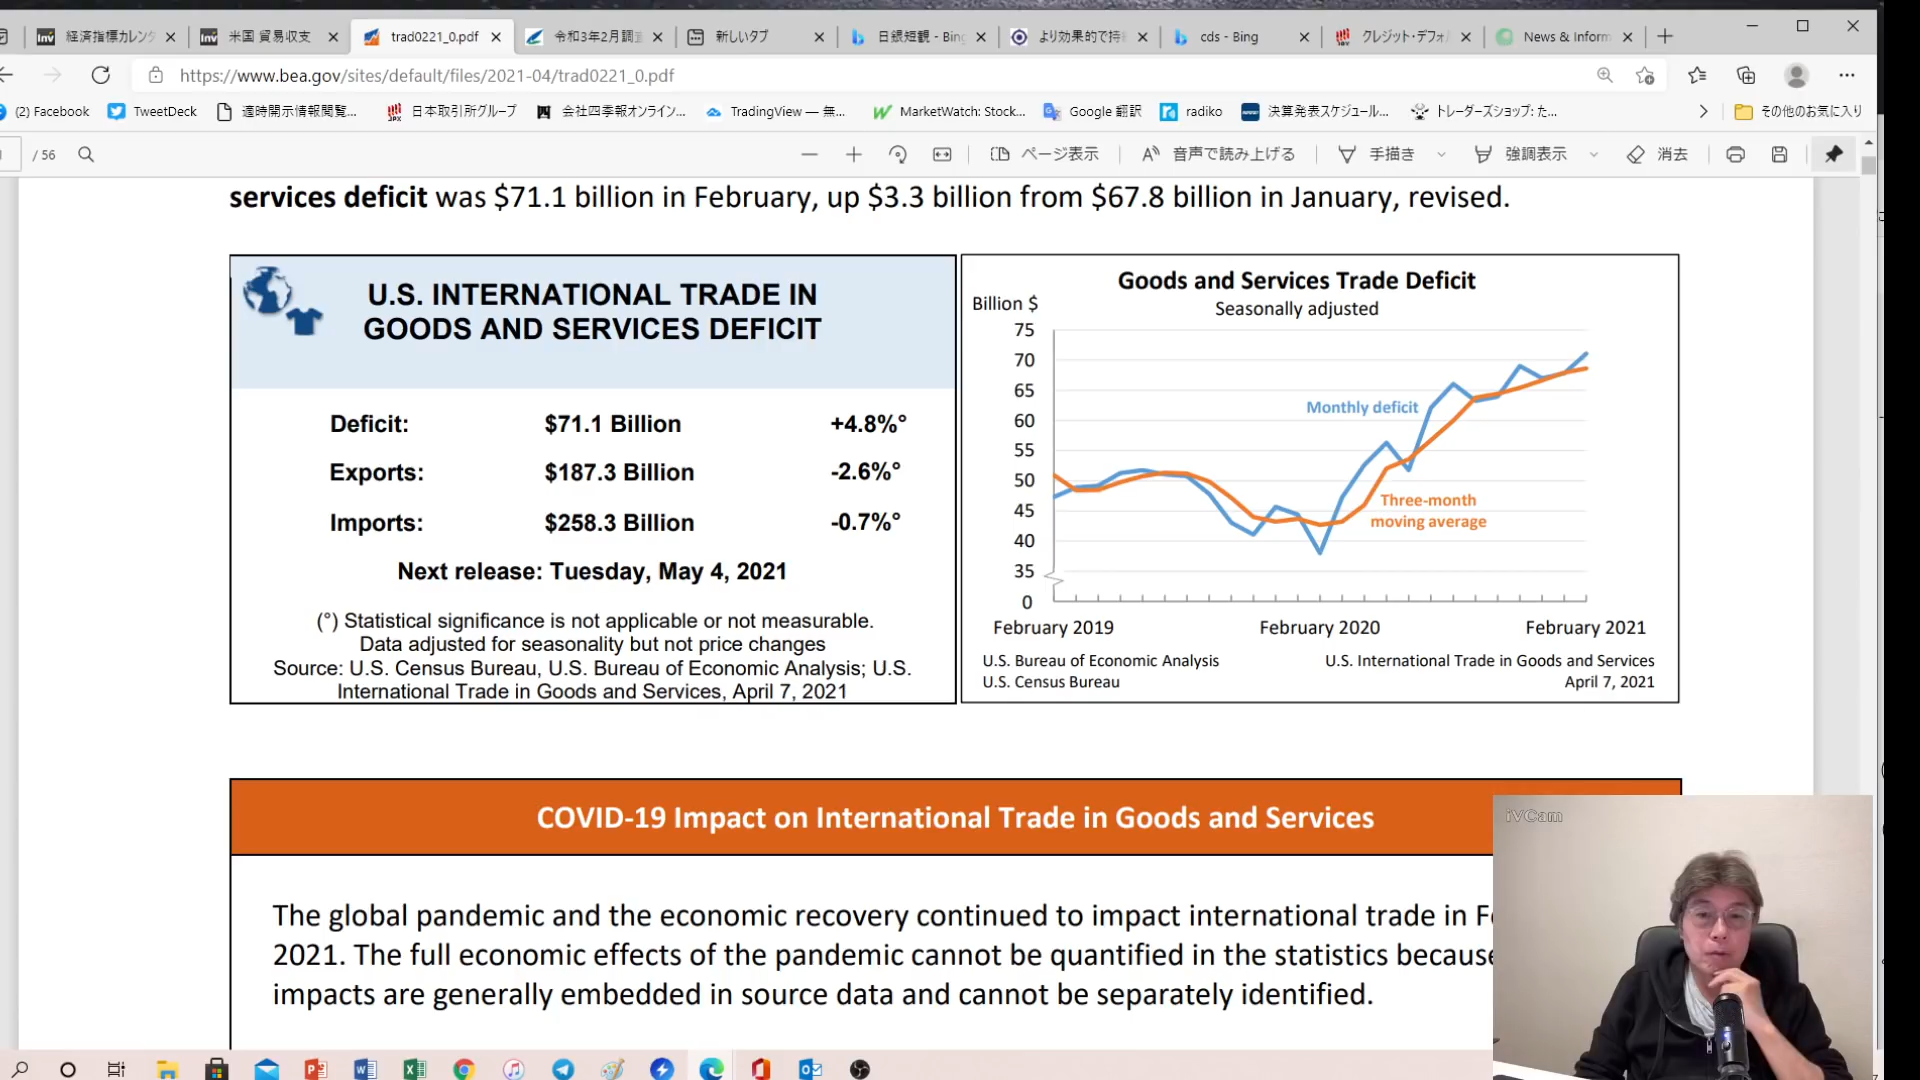 経済指標カレンダ
米国 貿易収支
trad0221_0.pdf
令和3年2月調査
新しいタブ
日銀短観 - Bing
より効果的で持
cds - Bing
クレジット・デフォ
News & Inform
https://www.bea.gov/sites/default/files/2021-04/trad0221_0.pdf
(2) Facebook
TweetDeck
適時開示情報閲覧...
日本取引所グループ
会社四季報オンライン...
TradingView — 無...
MarketWatch: Stock...
Google 翻訳
radiko
決算発表スケジュール...
トレーダーズショップ: た...
その他のお気に入り
/ 56
ページ表示
音声で読み上げる
手描き
強調表示
消去
services deficit was $71.1 billion in February, up $3.3 billion from $67.8 billion in January, revised.
U.S. INTERNATIONAL TRADE IN
GOODS AND SERVICES DEFICIT
Deficit: $71.1 Billion +4.8%°
Exports: $187.3 Billion -2.6%°
Imports: $258.3 Billion -0.7%°
Next release: Tuesday, May 4, 2021
(°) Statistical significance is not applicable or not measurable.
Data adjusted for seasonality but not price changes
Source: U.S. Census Bureau, U.S. Bureau of Economic Analysis; U.S.
International Trade in Goods and Services, April 7, 2021
Goods and Services Trade Deficit
Seasonally adjusted
Billion $
75
70
65
60
55
50
45
40
35
0
Monthly deficit
Three-month
moving average
February 2019 February 2020 February 2021
U.S. Bureau of Economic Analysis
U.S. Census Bureau
U.S. International Trade in Goods and Services
April 7, 2021
COVID-19 Impact on International Trade in Goods and Services
The global pandemic and the economic recovery continued to impact international trade in Fe
2021. The full economic effects of the pandemic cannot be quantified in the statistics because
impacts are generally embedded in source data and cannot be separately identified.
iVCam